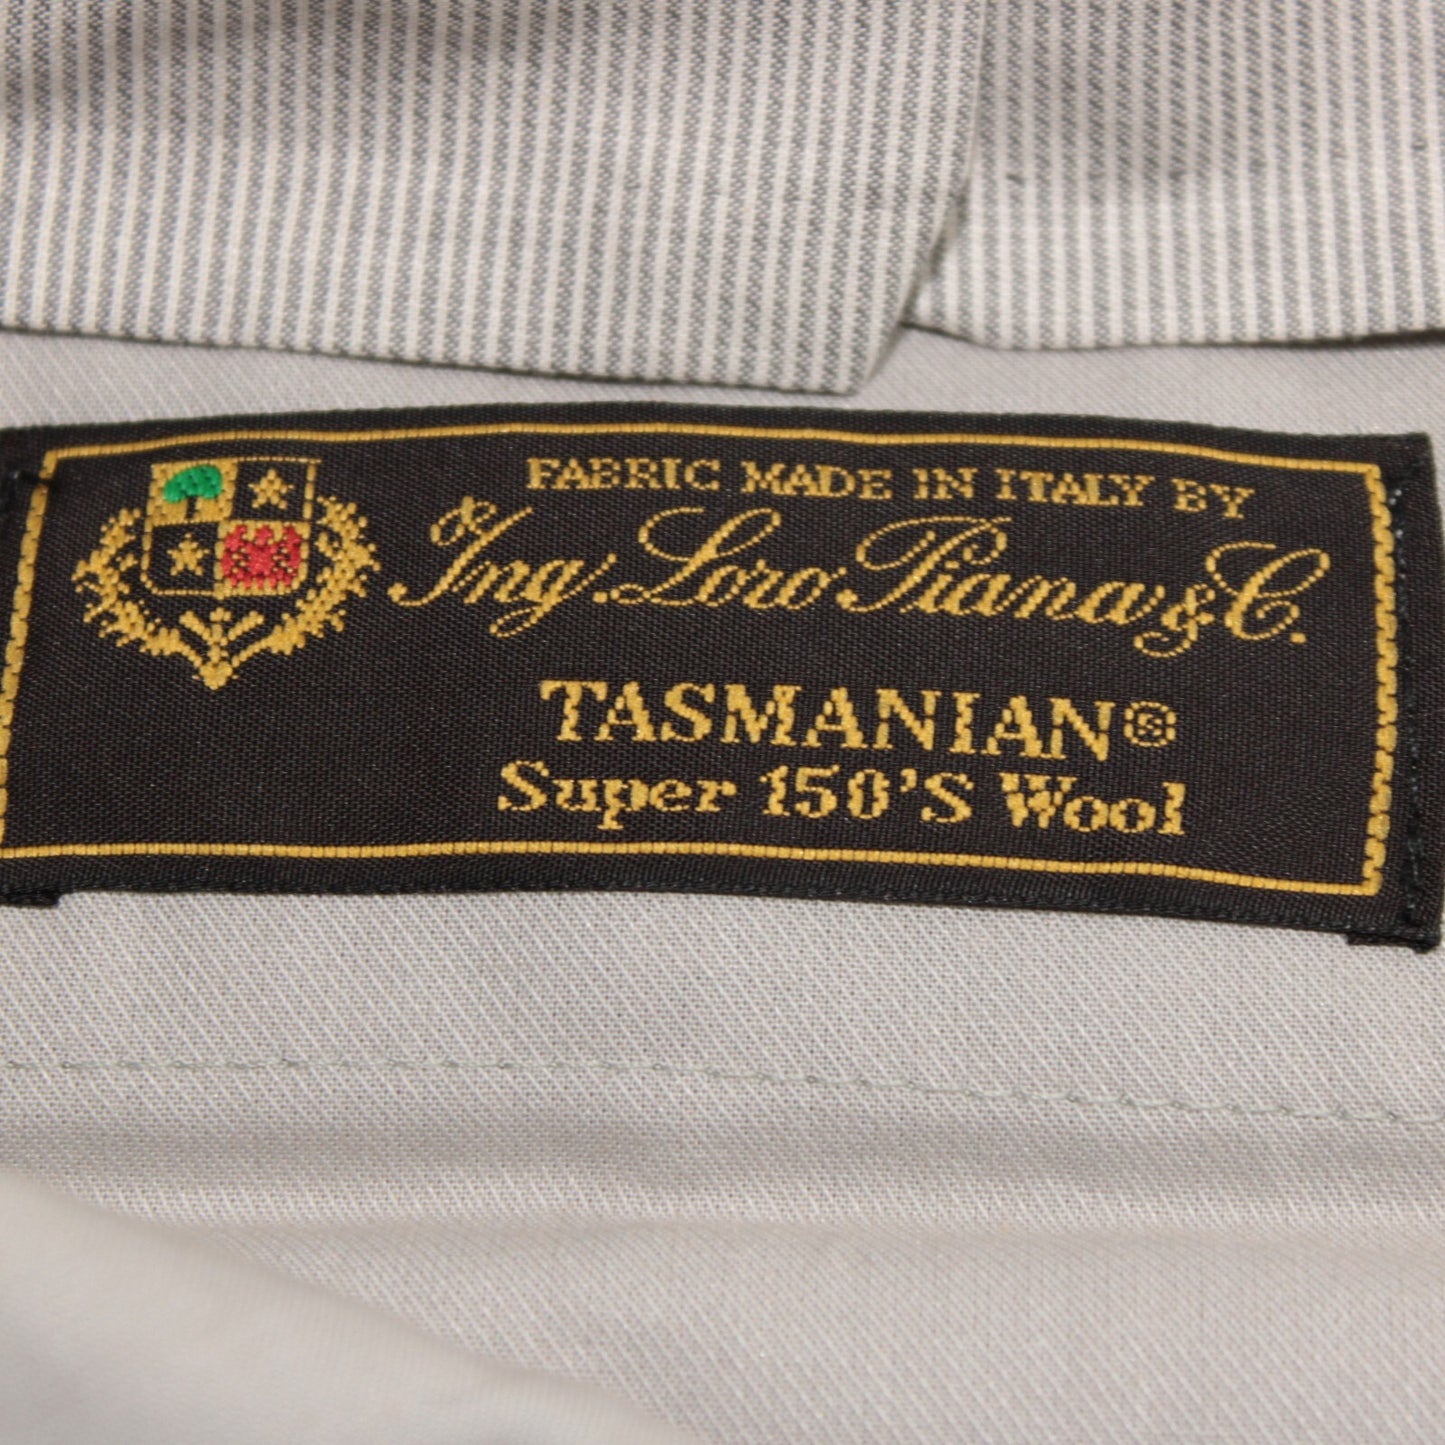 FABRIC MADE IN ITALY BY
Ing. Loro Piana & C.
TASMANIAN®
Super 150'S Wool